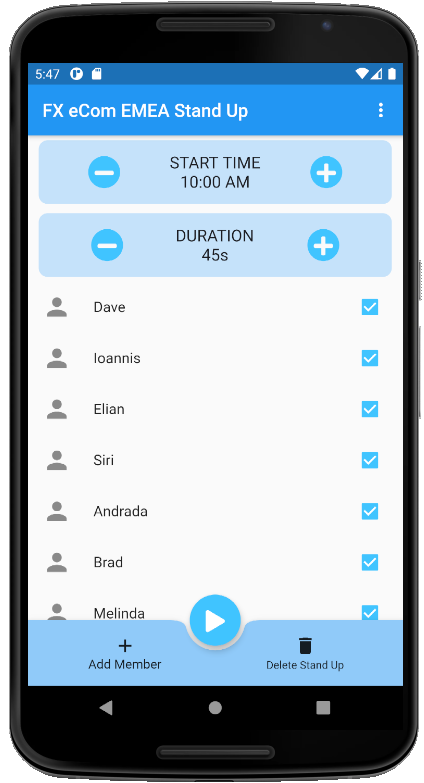 5:47
FX eCom EMEA Stand Up
START TIME
10:00 AM
DURATION
45s
Dave
Ioannis
Elian
Siri
Andrada
Brad
Melinda
Add Member
Delete Stand Up